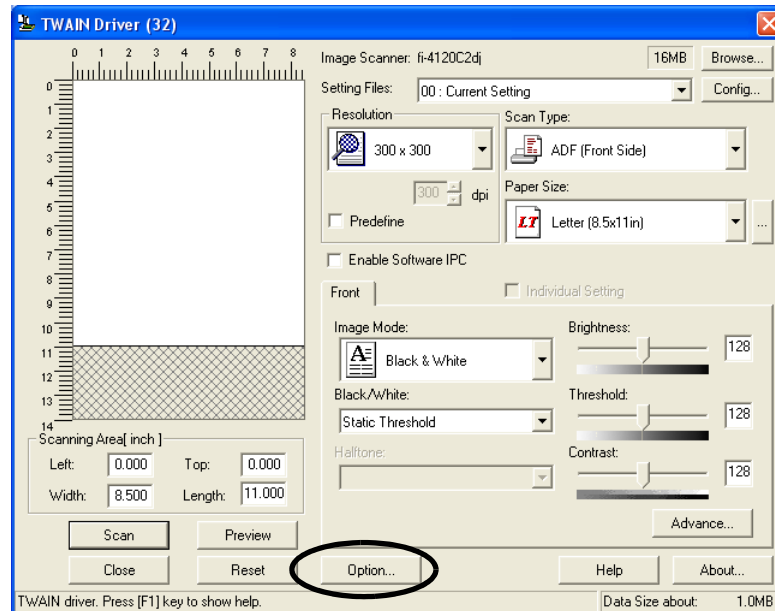 TWAIN Driver (32)
0 1 2 3 4 5 6 7 8
0
1
2
3
4
5
6
7
8
9
10
11
12
13
14
Image Scanner: fi-4120C2dj 16MB Browse...
Setting Files: 00 : Current Setting Config...
Resolution
300 x 300
300 dpi
Predefine
Scan Type:
ADF (Front Side)
Paper Size:
LT Letter (8.5x11in) ...
Enable Software IPC
Front Individual Setting
Image Mode:
A Black & White
Black/White:
Static Threshold
Halftone:
Brightness:
128
Threshold:
128
Contrast:
128
Advance...
Scanning Area[ inch ]
Left: 0.000 Top: 0.000
Width: 8.500 Length: 11.000
Scan Preview
Close Reset Option... Help About...
TWAIN driver. Press [F1] key to show help. Data Size about: 1.0MB